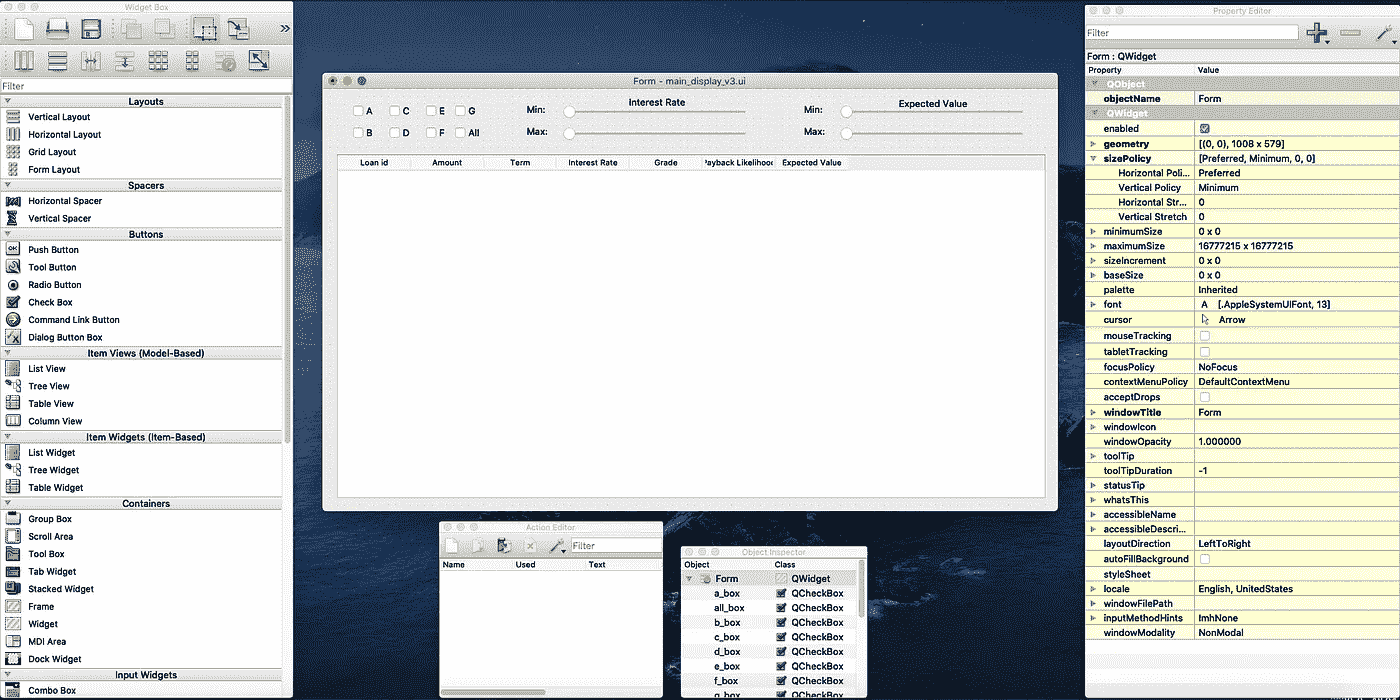 Widget Box
»
Filter
Layouts
Vertical Layout
Horizontal Layout
Grid Layout
Form Layout
Spacers
Horizontal Spacer
Vertical Spacer
Buttons
Push Button
Tool Button
Radio Button
Check Box
Command Link Button
Dialog Button Box
Item Views (Model-Based)
List View
Tree View
Table View
Column View
Item Widgets (Item-Based)
List Widget
Tree Widget
Table Widget
Containers
Group Box
Scroll Area
Tool Box
Tab Widget
Stacked Widget
Frame
Widget
MDI Area
Dock Widget
Input Widgets
Combo Box
Form - main_display_v3.ui
A C E G Min: Interest Rate Min: Expected Value
B D F All Max: Max:
Loan id Amount Term Interest Rate Grade Payback Likelihood Expected Value
Action Editor
Filter
Name Used Text
Object Inspector
Object Class
Form QWidget
a_box QCheckBox
all_box QCheckBox
b_box QCheckBox
c_box QCheckBox
d_box QCheckBox
e_box QCheckBox
f_box QCheckBox
g_box QCheckBox
Property Editor
Filter
Form : QWidget
Property Value
QObject
objectName Form
QWidget
enabled
geometry [(0, 0), 1008 x 579]
sizePolicy [Preferred, Minimum, 0, 0]
Horizontal Poli... Preferred
Vertical Policy Minimum
Horizontal Str... 0
Vertical Stretch 0
minimumSize 0 x 0
maximumSize 16777215 x 16777215
sizeIncrement 0 x 0
baseSize 0 x 0
palette Inherited
font A [.AppleSystemUIFont, 13]
cursor Arrow
mouseTracking
tabletTracking
focusPolicy NoFocus
contextMenuPolicy DefaultContextMenu
acceptDrops
windowTitle Form
windowIcon
windowOpacity 1.000000
toolTip
toolTipDuration -1
statusTip
whatsThis
accessibleName
accessibleDescri...
layoutDirection LeftToRight
autoFillBackground
styleSheet
locale English, UnitedStates
windowFilePath
inputMethodHints ImhNone
windowModality NonModal